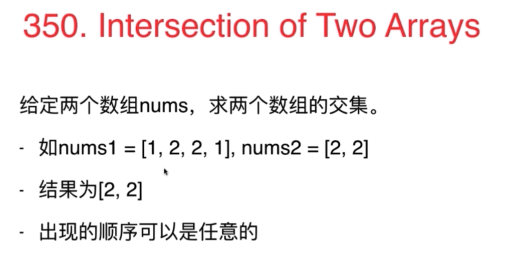 350. Intersection of Two Arrays
给定两个数组nums，求两个数组的交集。
- 如nums1 = [1, 2, 2, 1], nums2 = [2, 2]
- 结果为[2, 2]
- 出现的顺序可以是任意的